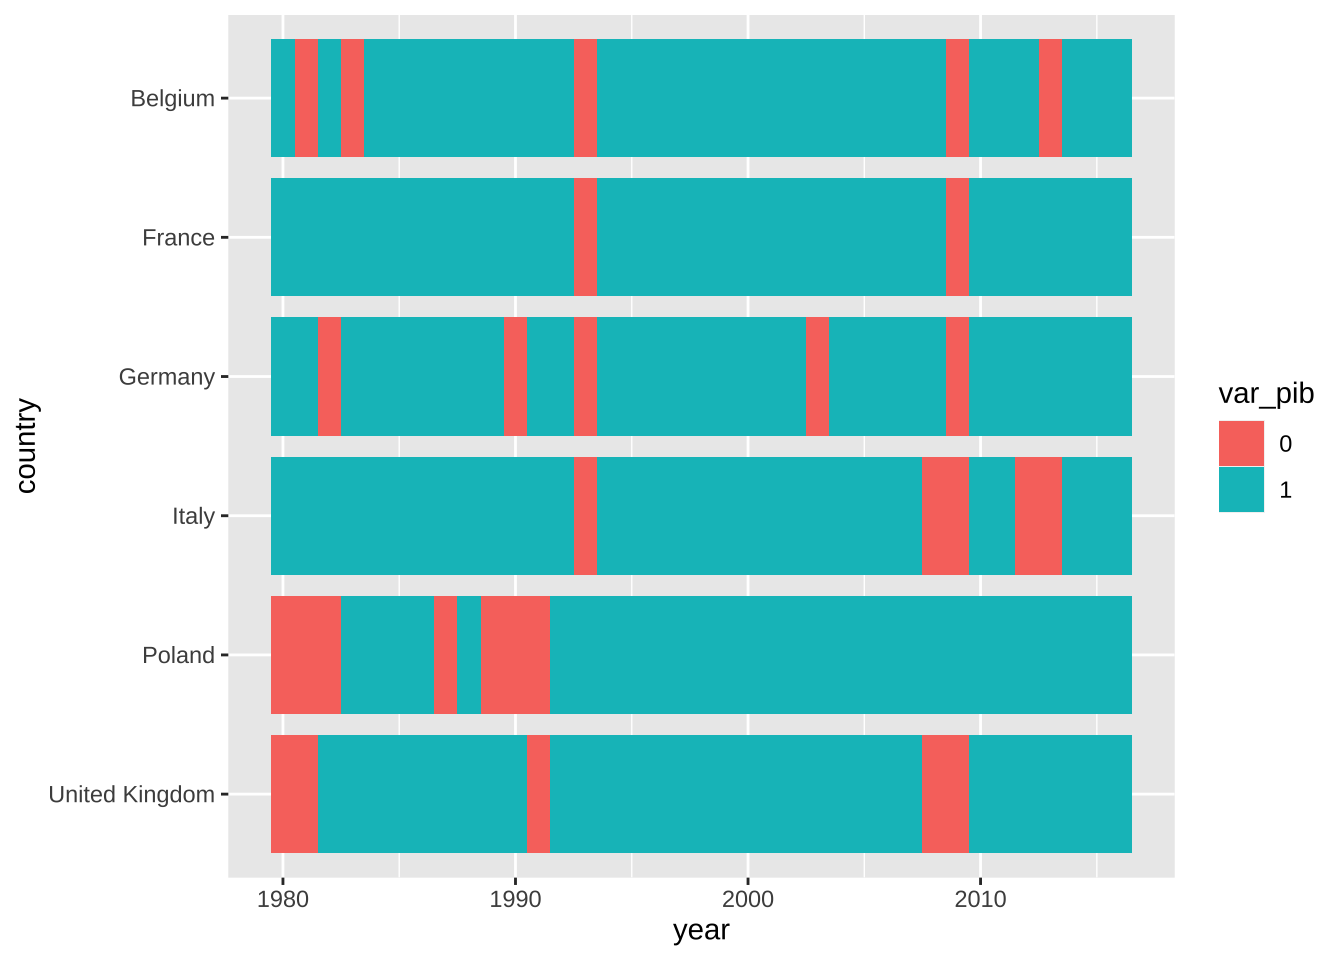 Belgium
France
Germany
Italy
Poland
United Kingdom
country
1980 1990 2000 2010
year
var_pib
0
1